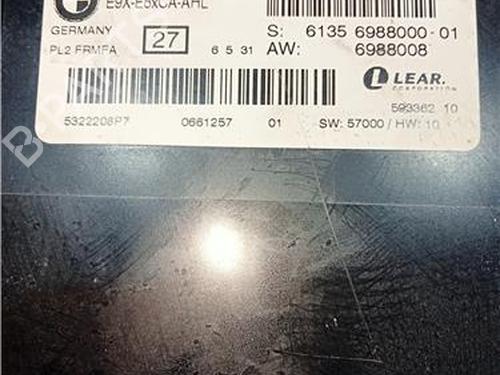 E9X-E5xCA-AHL
GERMANY
S: 6135 6988000-01
PL2 FRMFA
27
6 5 31
AW: 6988008
LEAR.
CORPORATION
593362 10
5322208P7
0661257
01
SW: 57000 / HW: 10